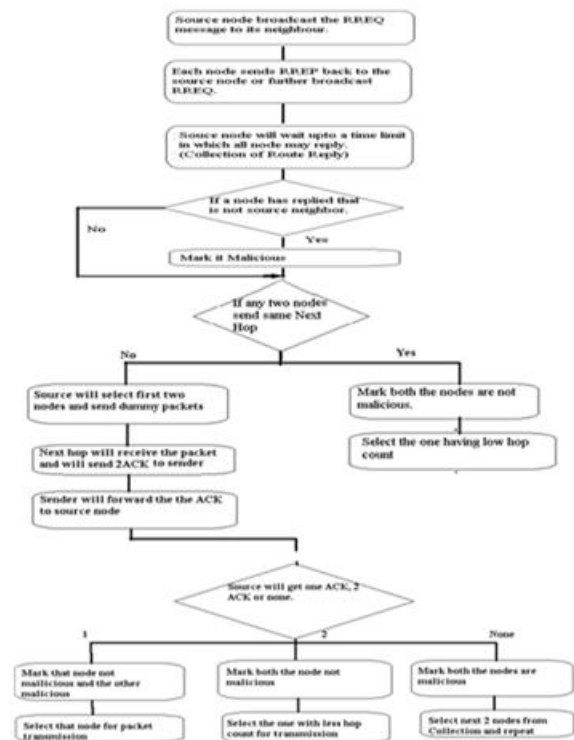 Source node broadcast the RREQ
message to its neighbour.
Each node sends RREP back to the
source node or further broadcast
RREQ.
Souce node will wait upto a time limit
in which all node may reply.
(Collection of Route Reply)
If a node has replied that
is not source neighbor.
No
Yes
Mark it Malicious
If any two nodes
send same Next
Hop
No
Yes
Source will select first two
nodes and send dummy packets
Mark both the nodes are not
malicious.
Next hop will receive the packet
and will send 2ACK to sender
Select the one having low hop
count
Sender will forward the the ACK
to source node
Source will get one ACK, 2
ACK or none.
1
2
None
Mark that node not
mailicious and the other
malicious
Mark both the node not
malicious
Mark both the nodes are
malicious
Select that node for packet
transmission
Select the one with less hop
count for transmission
Select next 2 nodes from
Collection and repeat